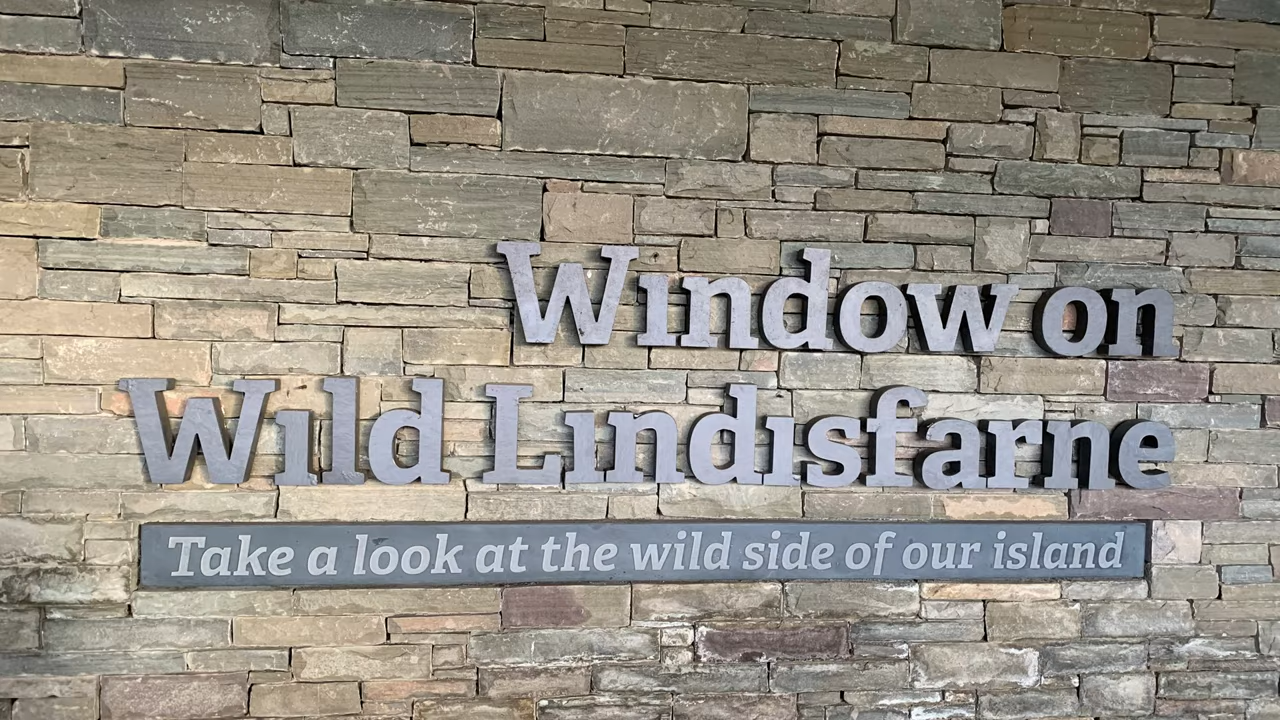 Window on
Wild Lindisfarne
Take a look at the wild side of our island